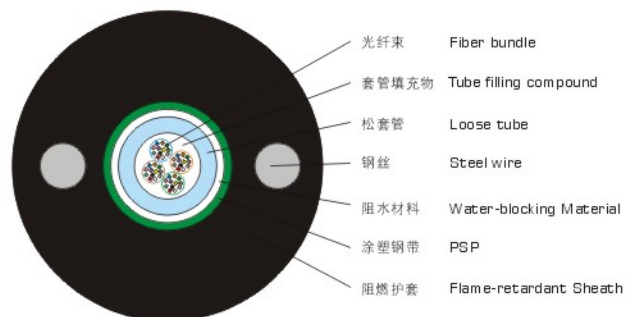 光纤束 Fiber bundle
套管填充物 Tube filling compound
松套管 Loose tube
钢丝 Steel wire
阻水材料 Water-blocking Material
涂塑钢带 PSP
阻燃护套 Flame-retardant Sheath